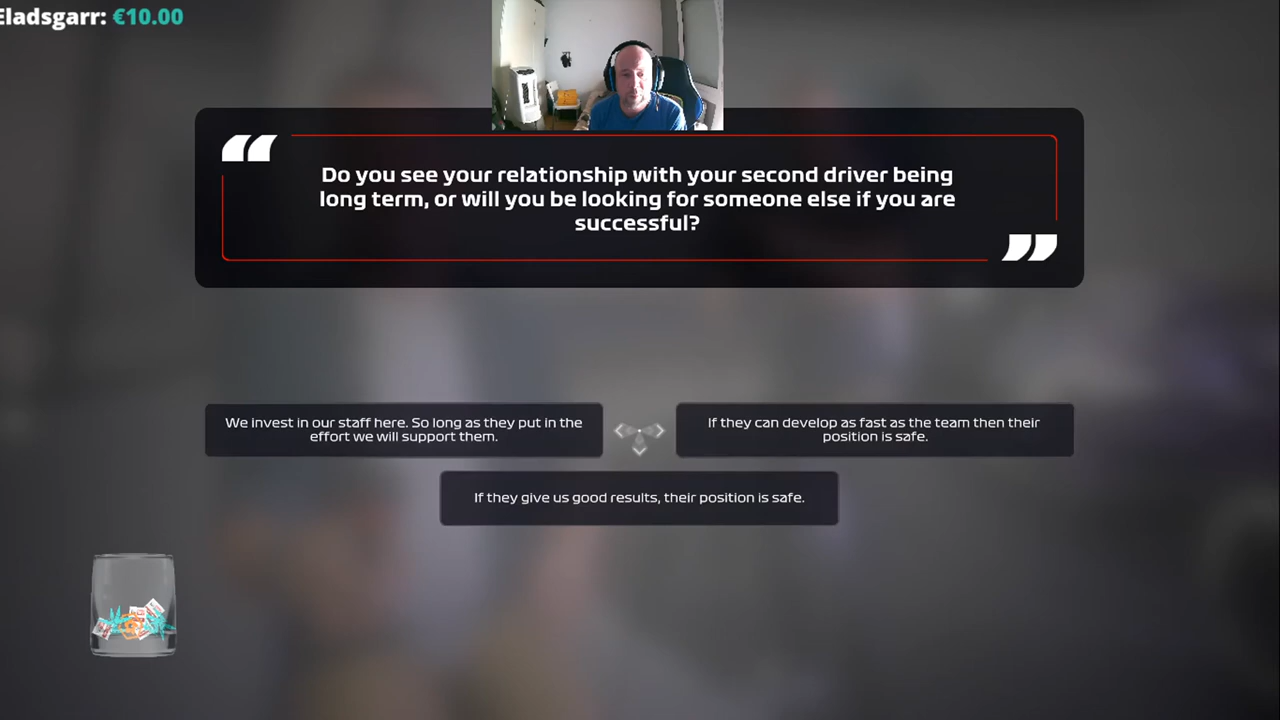 Eladsgarr: €10.00
Do you see your relationship with your second driver being
long term, or will you be looking for someone else if you are
successful?
We invest in our staff here. So long as they put in the
effort we will support them.
If they can develop as fast as the team then their
position is safe.
If they give us good results, their position is safe.